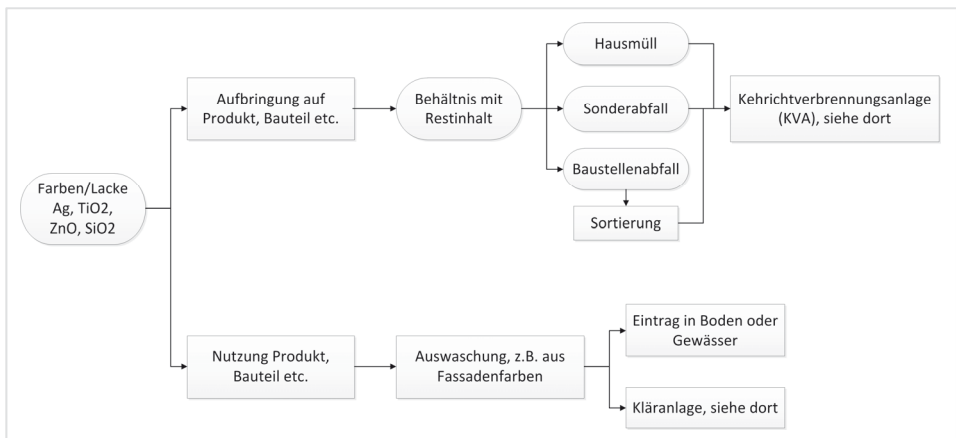 Farben/Lacke
Ag, TiO2,
ZnO, SiO2
Aufbringung auf
Produkt, Bauteil etc.
Behältnis mit
Restinhalt
Hausmüll
Sonderabfall
Baustellenabfall
Sortierung
Kehrichtverbrennungsanlage
(KVA), siehe dort
Nutzung Produkt,
Bauteil etc.
Auswaschung, z.B. aus
Fassadenfarben
Eintrag in Boden oder
Gewässer
Kläranlage, siehe dort